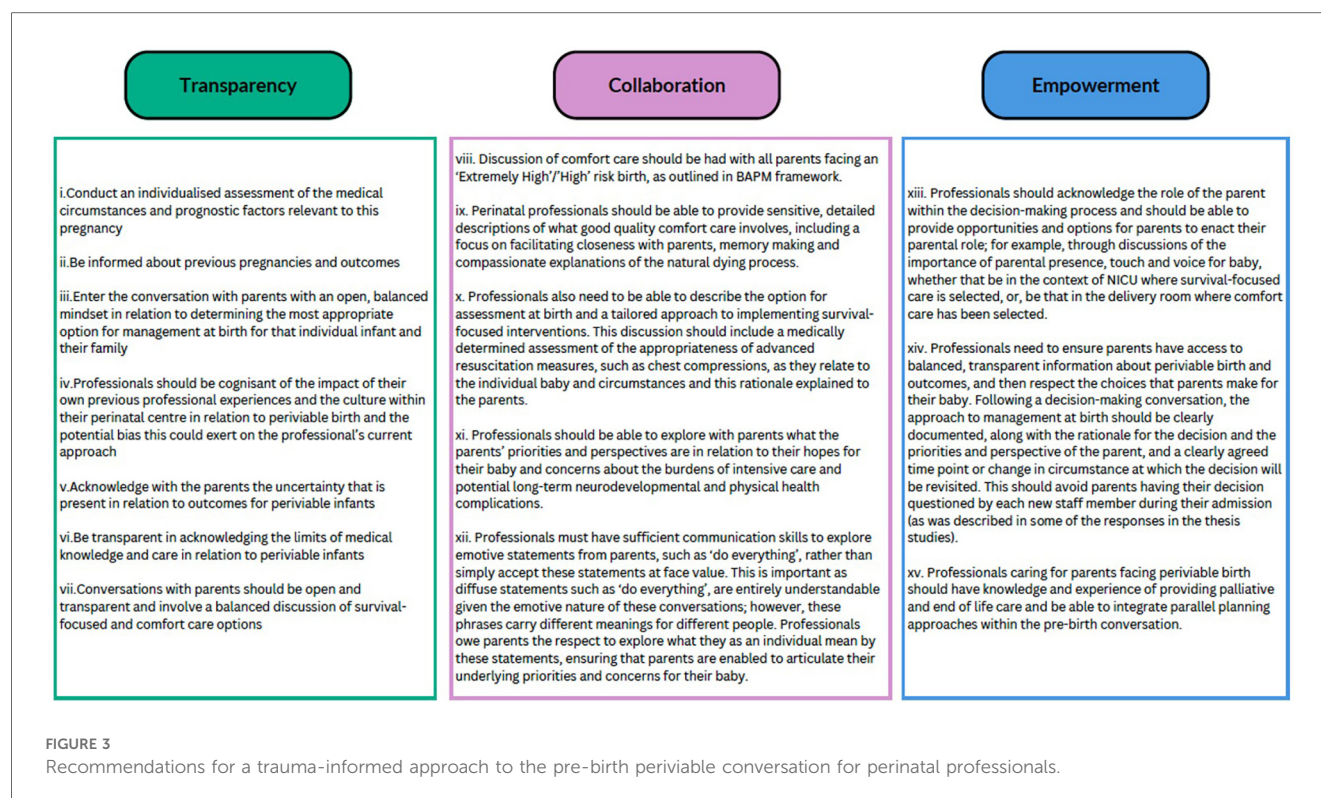 Transparency
i.Conduct an individualised assessment of the medical
circumstances and prognostic factors relevant to this
pregnancy
ii.Be informed about previous pregnancies and outcomes
iii.Enter the conversation with parents with an open, balanced
mindset in relation to determining the most appropriate
option for management at birth for that individual infant and
their family
iv.Professionals should be cognisant of the impact of their
own previous professional experiences and the culture within
their perinatal centre in relation to periviable birth and the
potential bias this could exert on the professional's current
approach
v.Acknowledge with the parents the uncertainty that is
present in relation to outcomes for periviable infants
vi.Be transparent in acknowledging the limits of medical
knowledge and care in relation to periviable infants
vii.Conversations with parents should be open and
transparent and involve a balanced discussion of survival-
focused and comfort care options
Collaboration
viii. Discussion of comfort care should be had with all parents facing an
'Extremely High'/'High' risk birth, as outlined in BAPM framework.
ix. Perinatal professionals should be able to provide sensitive, detailed
descriptions of what good quality comfort care involves, including a
focus on facilitating closeness with parents, memory making and
compassionate explanations of the natural dying process.
x. Professionals also need to be able to describe the option for
assessment at birth and a tailored approach to implementing survival-
focused interventions. This discussion should include a medically
determined assessment of the appropriateness of advanced
resuscitation measures, such as chest compressions, as they relate to
the individual baby and circumstances and this rationale explained to
the parents.
xi. Professionals should be able to explore with parents what the
parents' priorities and perspectives are in relation to their hopes for
their baby and concerns about the burdens of intensive care and
potential long-term neurodevelopmental and physical health
complications.
xii. Professionals must have sufficient communication skills to explore
emotive statements from parents, such as 'do everything', rather than
simply accept these statements at face value. This is important as
diffuse statements such as 'do everything', are entirely understandable
given the emotive nature of these conversations; however, these
phrases carry different meanings for different people. Professionals
owe parents the respect to explore what they as an individual mean by
these statements, ensuring that parents are enabled to articulate their
underlying priorities and concerns for their baby.
Empowerment
xiii. Professionals should acknowledge the role of the parent
within the decision-making process and should be able to
provide opportunities and options for parents to enact their
parental role; for example, through discussions of the
importance of parental presence, touch and voice for baby,
whether that be in the context of NICU where survival-focused
care is selected, or, be that in the delivery room where comfort
care has been selected.
xiv. Professionals need to ensure parents have access to
balanced, transparent information about periviable birth and
outcomes, and then respect the choices that parents make for
their baby. Following a decision-making conversation, the
approach to management at birth should be clearly
documented, along with the rationale for the decision and the
priorities and perspective of the parent, and a clearly agreed
time point or change in circumstance at which the decision will
be revisited. This should avoid parents having their decision
questioned by each new staff member during their admission
(as was described in some of the responses in the thesis
studies).
xv. Professionals caring for parents facing periviable birth
should have knowledge and experience of providing palliative
and end of life care and be able to integrate parallel planning
approaches within the pre-birth conversation.
FIGURE 3
Recommendations for a trauma-informed approach to the pre-birth periviable conversation for perinatal professionals.